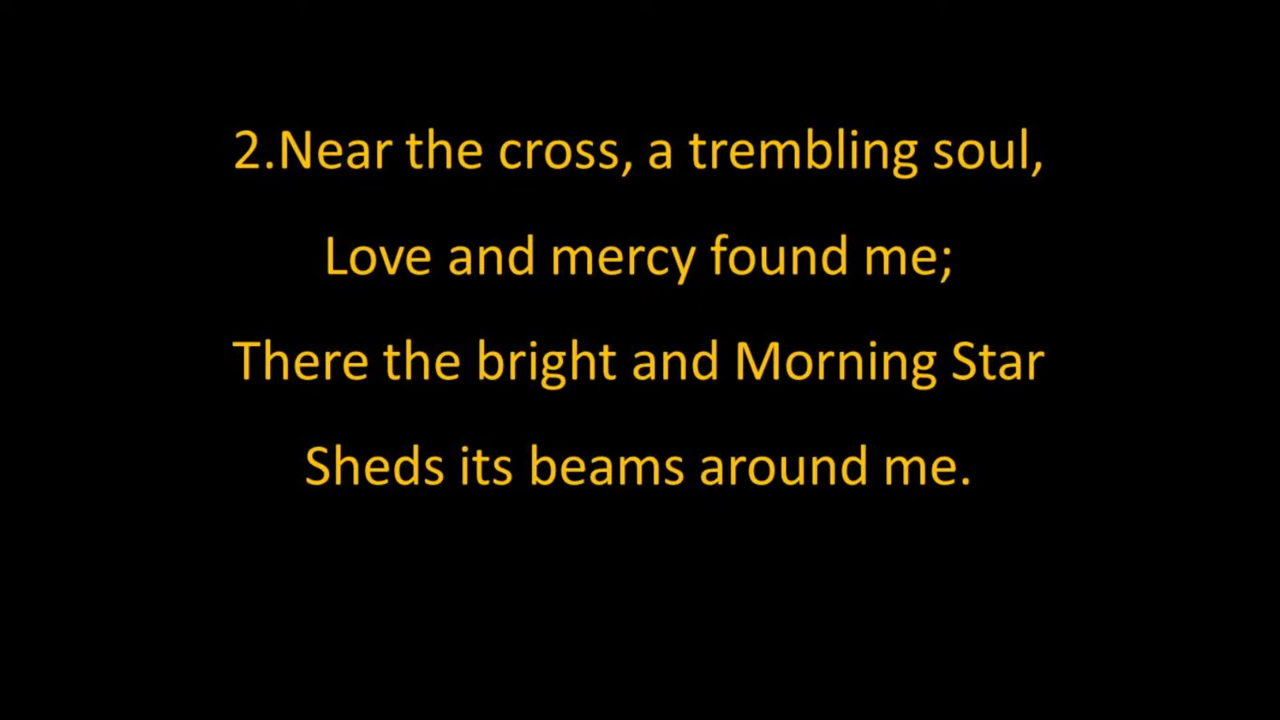 2.Near the cross, a trembling soul,
Love and mercy found me;
There the bright and Morning Star
Sheds its beams around me.